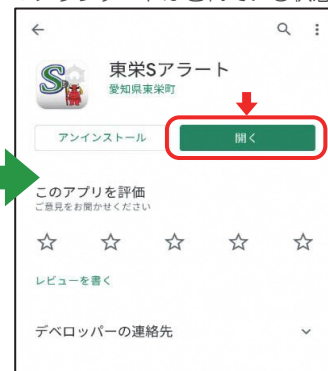 東栄Sアラート
愛知県東栄町
アンインストール
開く
このアプリを評価
ご意見をお聞かせください
レビューを書く
デベロッパーの連絡先